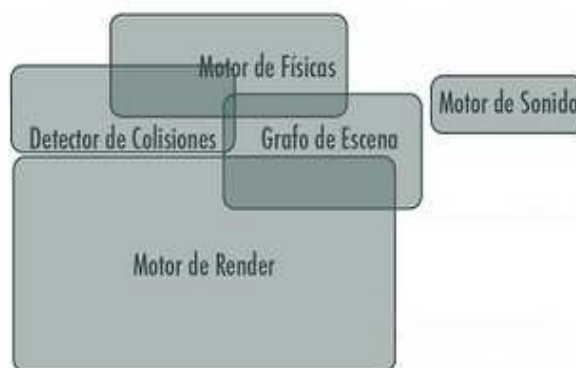 Motor de Físicas
Motor de Sonido
Detector de Colisiones
Grafo de Escena
Motor de Render